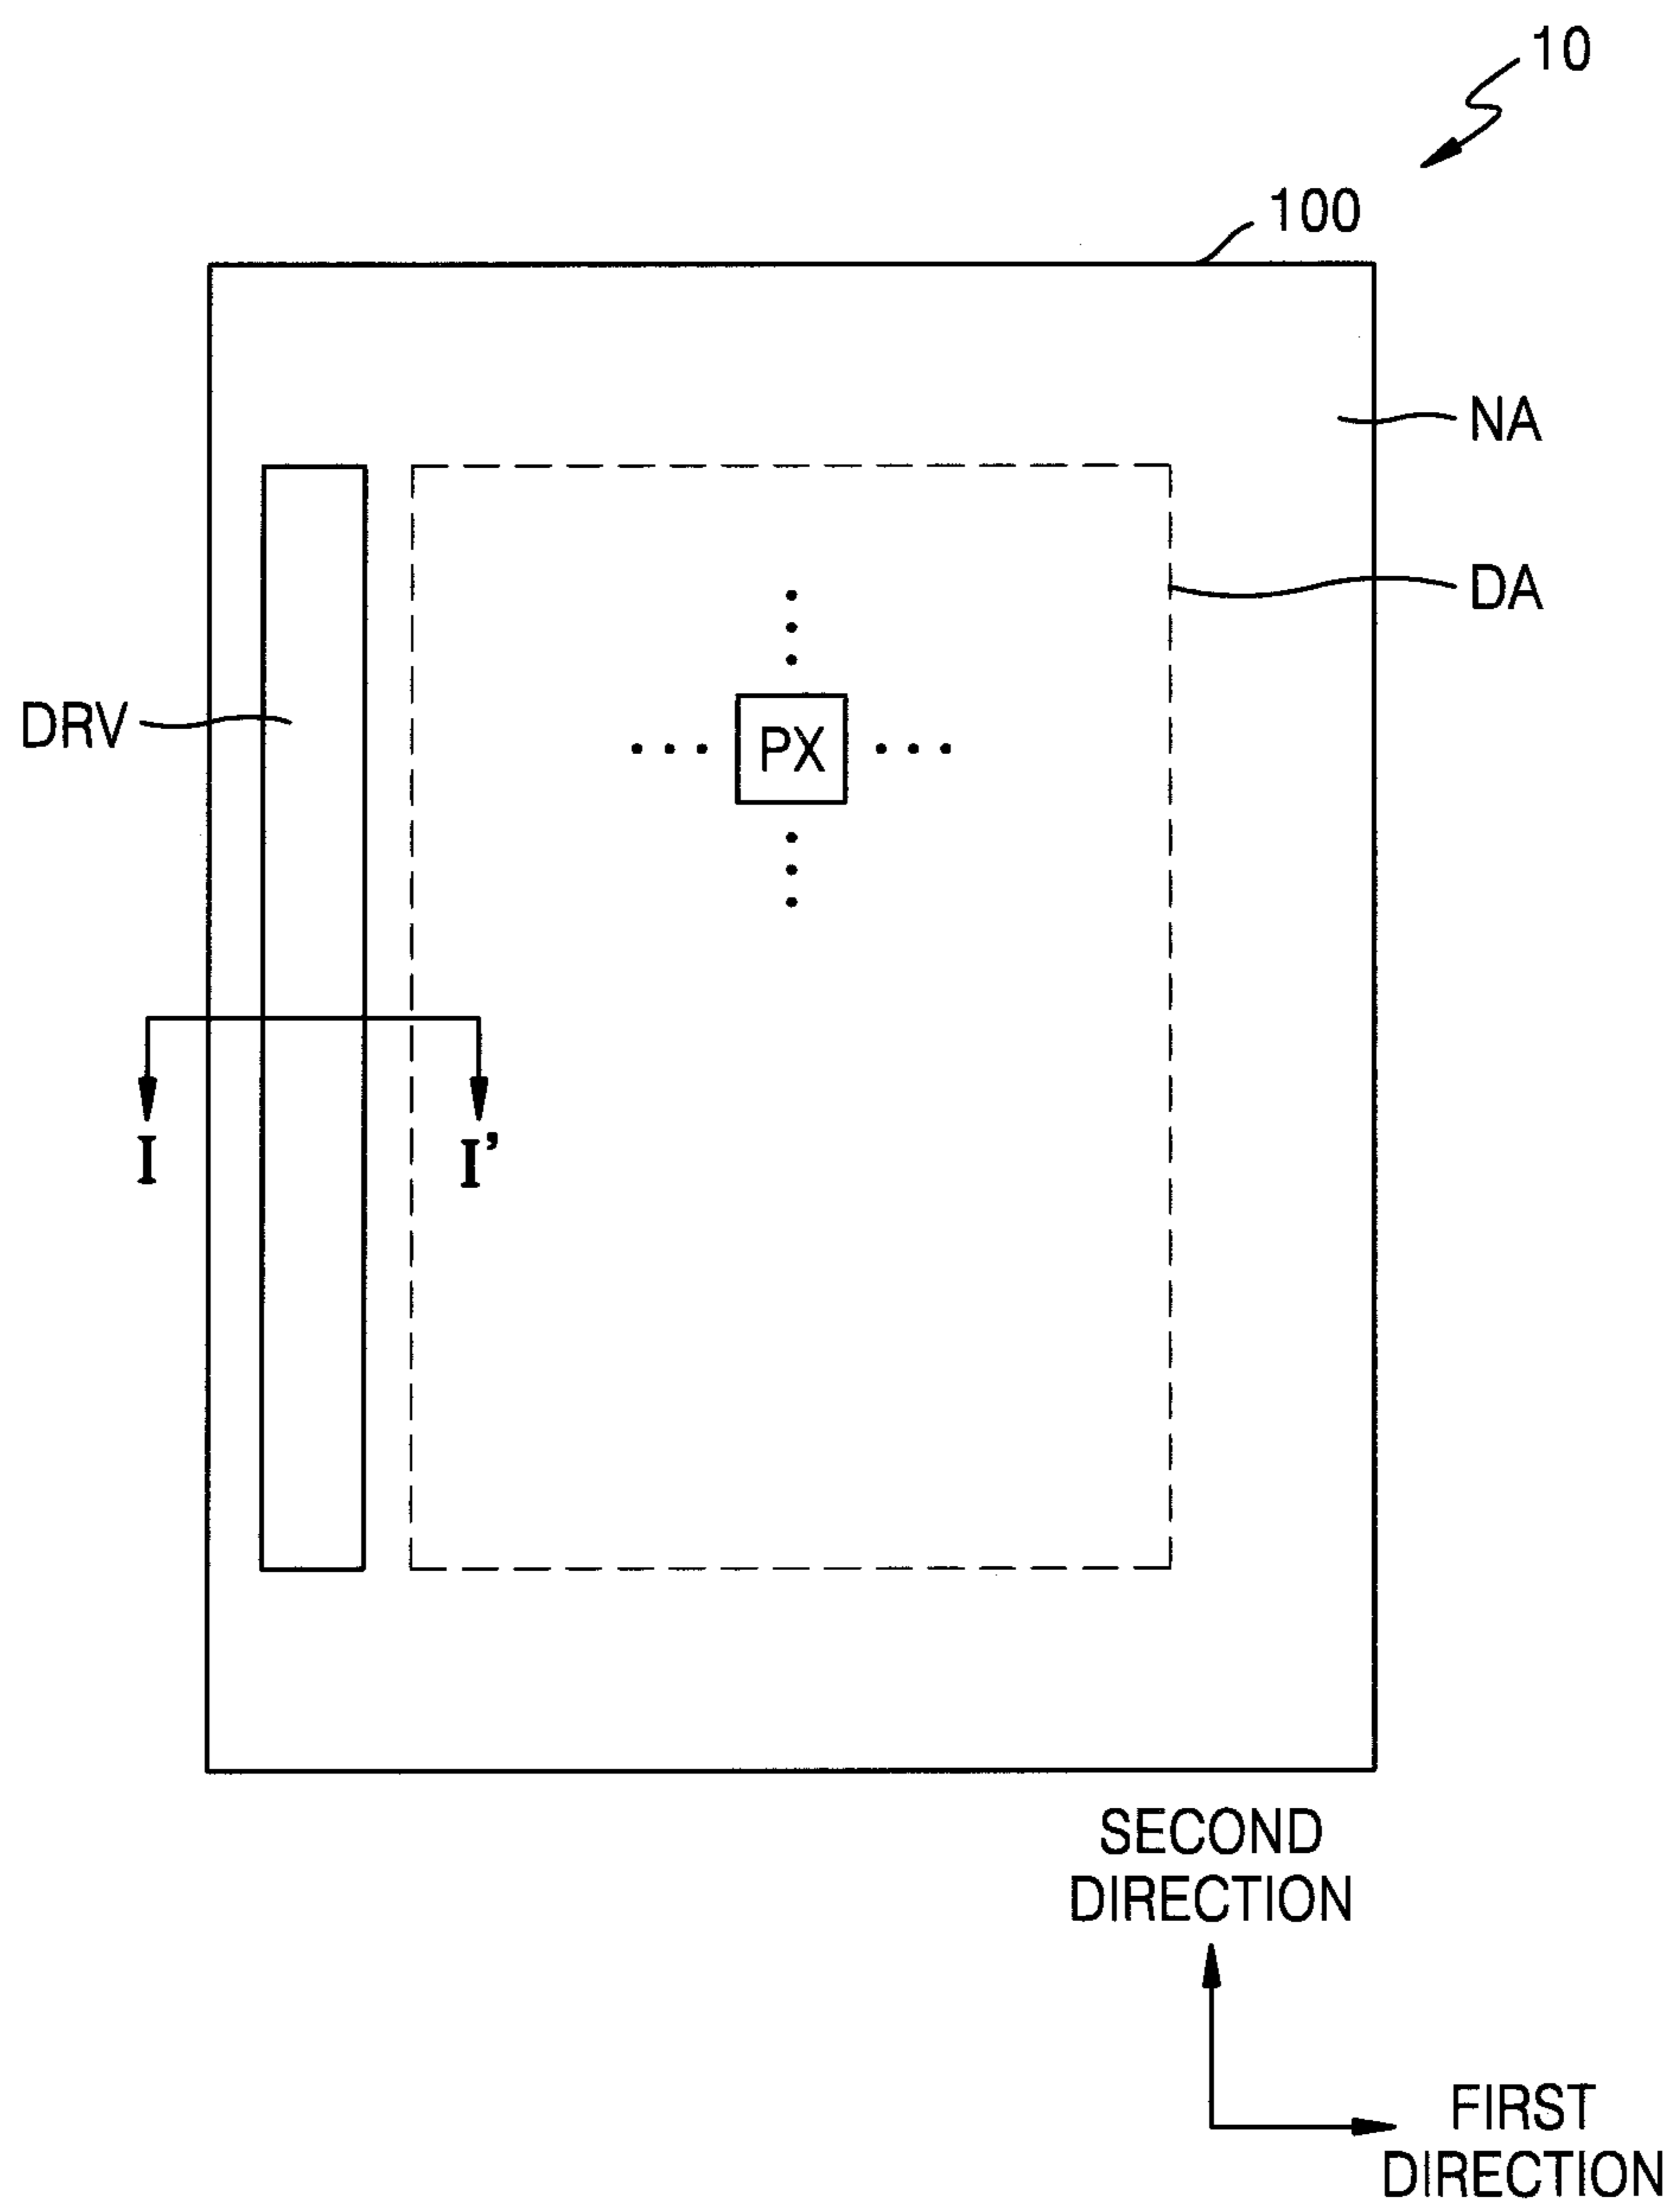 10
100
NA
DA
DRV
PX
I
I’
SECOND
DIRECTION
FIRST
DIRECTION